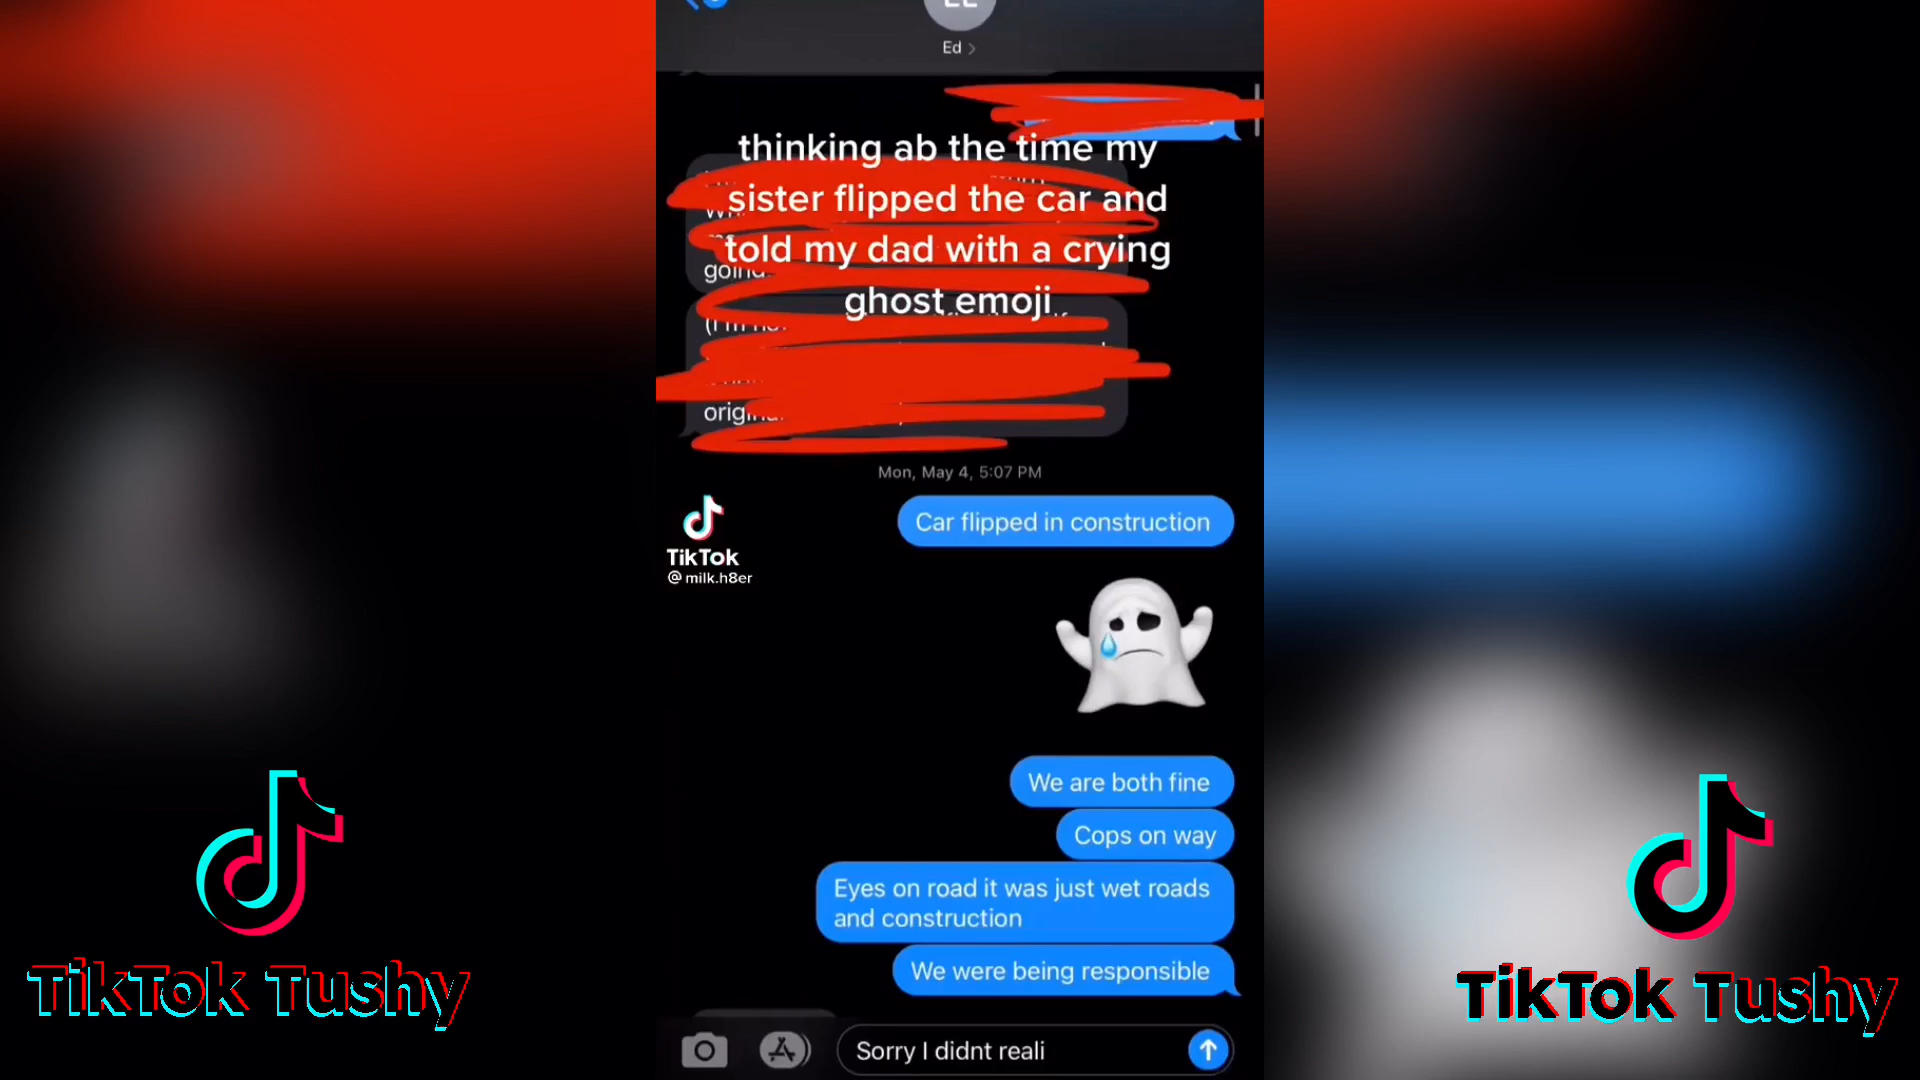 Ed
thinking ab the time my
sister flipped the car and
told my dad with a crying
ghost emoji
Mon, May 4, 5:07 PM
Car flipped in construction
TikTok
@milk.h8er
We are both fine
Cops on way
Eyes on road it was just wet roads
and construction
We were being responsible
Sorry I didnt reali
TikTok Tushy
TikTok Tushy